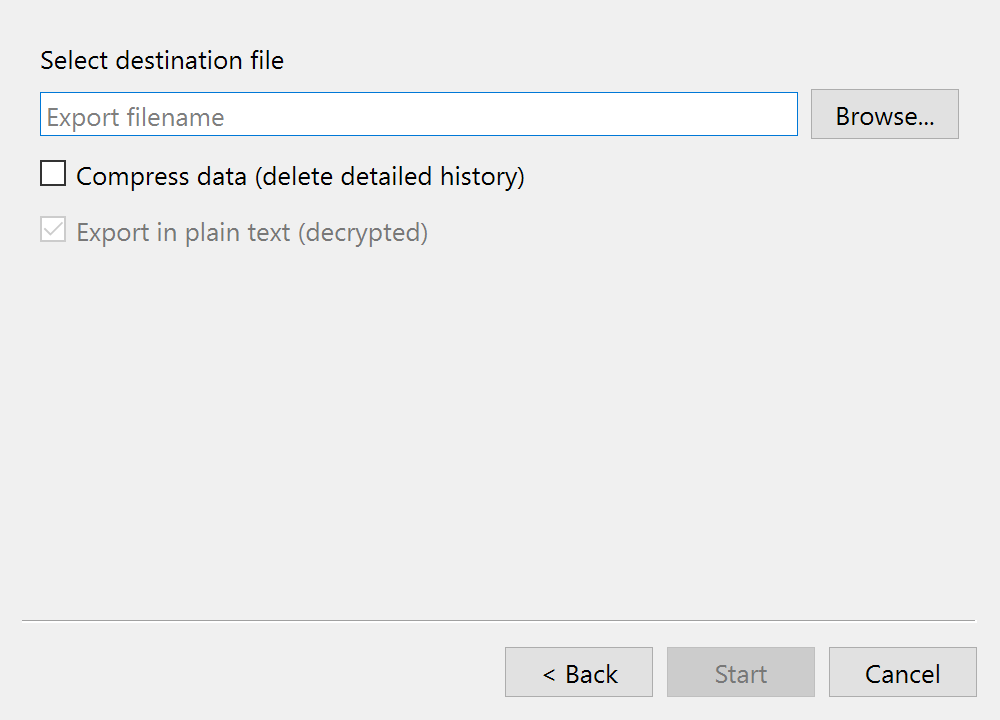 Select destination file
Export filename
Browse...
Compress data (delete detailed history)
Export in plain text (decrypted)
< Back
Start
Cancel